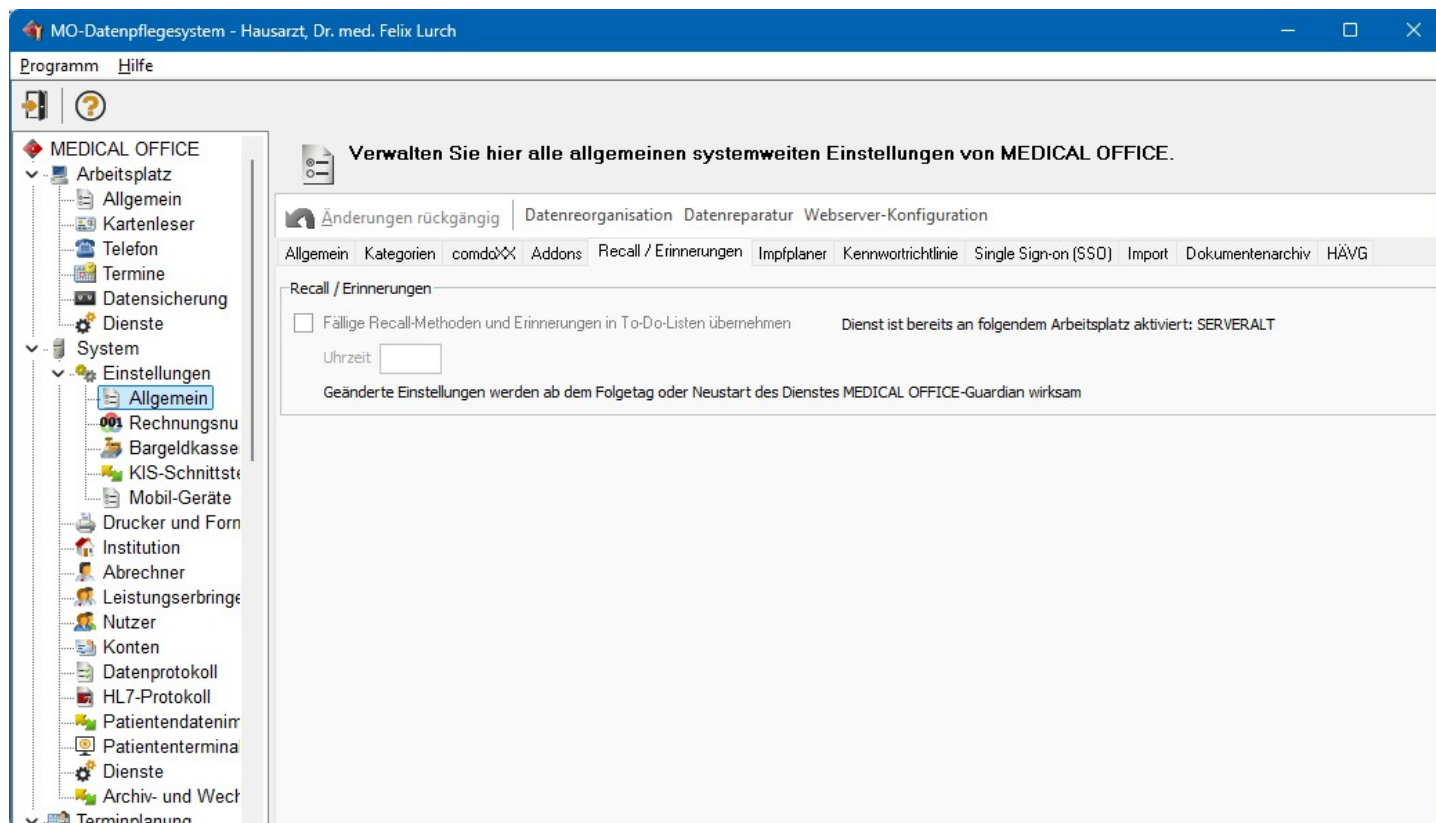 MO-Datenpflegesystem - Hausarzt, Dr. med. Felix Lurch
Programm Hilfe
MEDICAL OFFICE
Arbeitsplatz
Allgemein
Kartenleser
Telefon
Termine
Datensicherung
Dienste
System
Einstellungen
Allgemein
001 Rechnungsnu
Bargeldkasse
KIS-Schnittste
Mobil-Geräte
Drucker und Forn
Institution
Abrechner
Leistungserbringe
Nutzer
Konten
Datenprotokoll
HL7-Protokoll
Patientendatenim
Patiententermina
Dienste
Archiv- und Wech
Terminplanung
Verwalten Sie hier alle allgemeinen systemweiten Einstellungen von MEDICAL OFFICE.
Änderungen rückgängig Datenreorganisation Datenreparatur Webserver-Konfiguration
Allgemein Kategorien comdoXX Addons Recall / Erinnerungen Impfplaner Kennwortrichtlinie Single Sign-on (SSO) Import Dokumentenarchiv HÄVG
Recall / Erinnerungen
Fällige Recall-Methoden und Erinnerungen in To-Do-Listen übernehmen Dienst ist bereits an folgendem Arbeitsplatz aktiviert: SERVERALT
Uhrzeit
Geänderte Einstellungen werden ab dem Folgetag oder Neustart des Dienstes MEDICAL OFFICE-Guardian wirksam